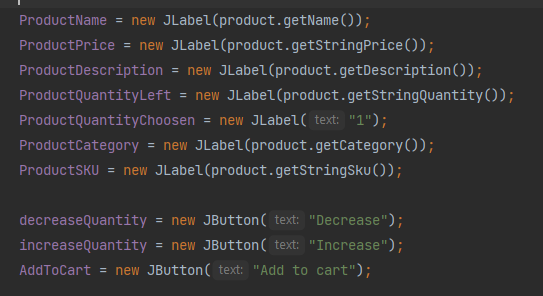 ProductName = new JLabel(product.getName());
ProductPrice = new JLabel(product.getStringPrice());
ProductDescription = new JLabel(product.getDescription());
ProductQuantityLeft = new JLabel(product.getStringQuantity());
ProductQuantityChoosen = new JLabel( text: "1");
ProductCategory = new JLabel(product.getCategory());
ProductSKU = new JLabel(product.getStringSku());
decreaseQuantity = new JButton( text: "Decrease");
increaseQuantity = new JButton( text: "Increase");
AddToCart = new JButton( text: "Add to cart");